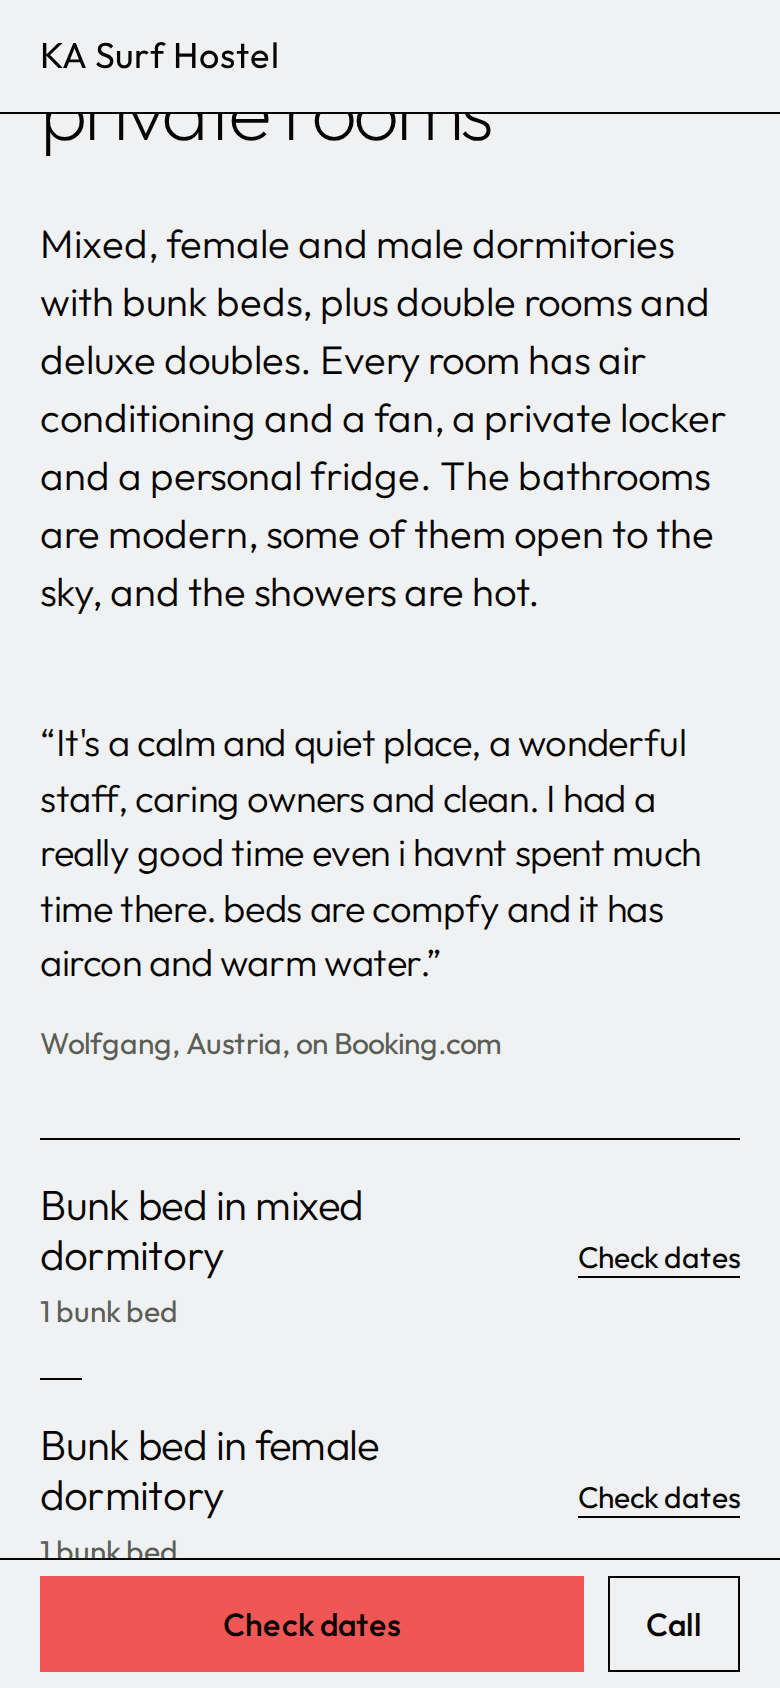 KA Surf Hostel
private rooms
Mixed, female and male dormitories
with bunk beds, plus double rooms and
deluxe doubles. Every room has air
conditioning and a fan, a private locker
and a personal fridge. The bathrooms
are modern, some of them open to the
sky, and the showers are hot.
“It's a calm and quiet place, a wonderful
staff, caring owners and clean. I had a
really good time even i havnt spent much
time there. beds are compfy and it has
aircon and warm water.”
Wolfgang, Austria, on Booking.com
Bunk bed in mixed
dormitory
Check dates
1 bunk bed
Bunk bed in female
dormitory
Check dates
1 bunk bed
Check dates
Call